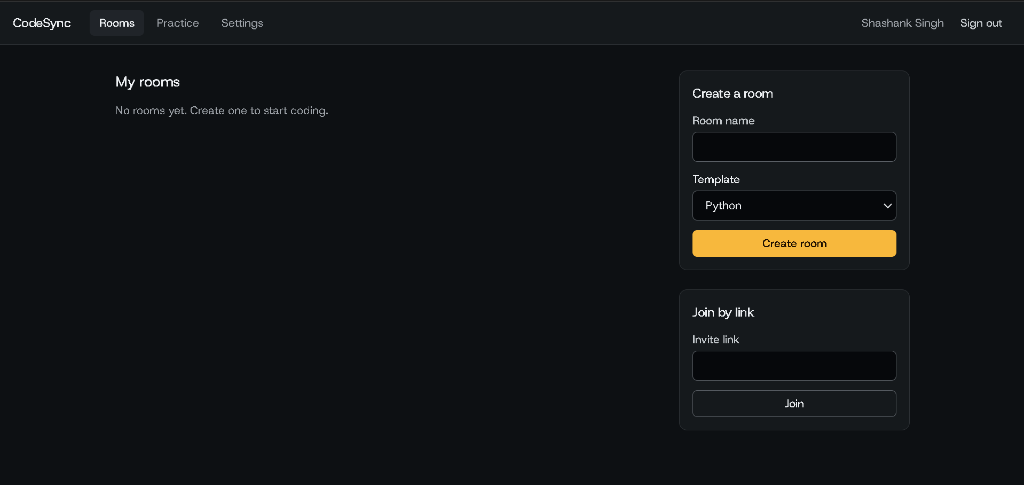 CodeSync Rooms Practice Settings Shashank Singh Sign out
My rooms
No rooms yet. Create one to start coding.
Create a room
Room name
Template
Python
Create room
Join by link
Invite link
Join